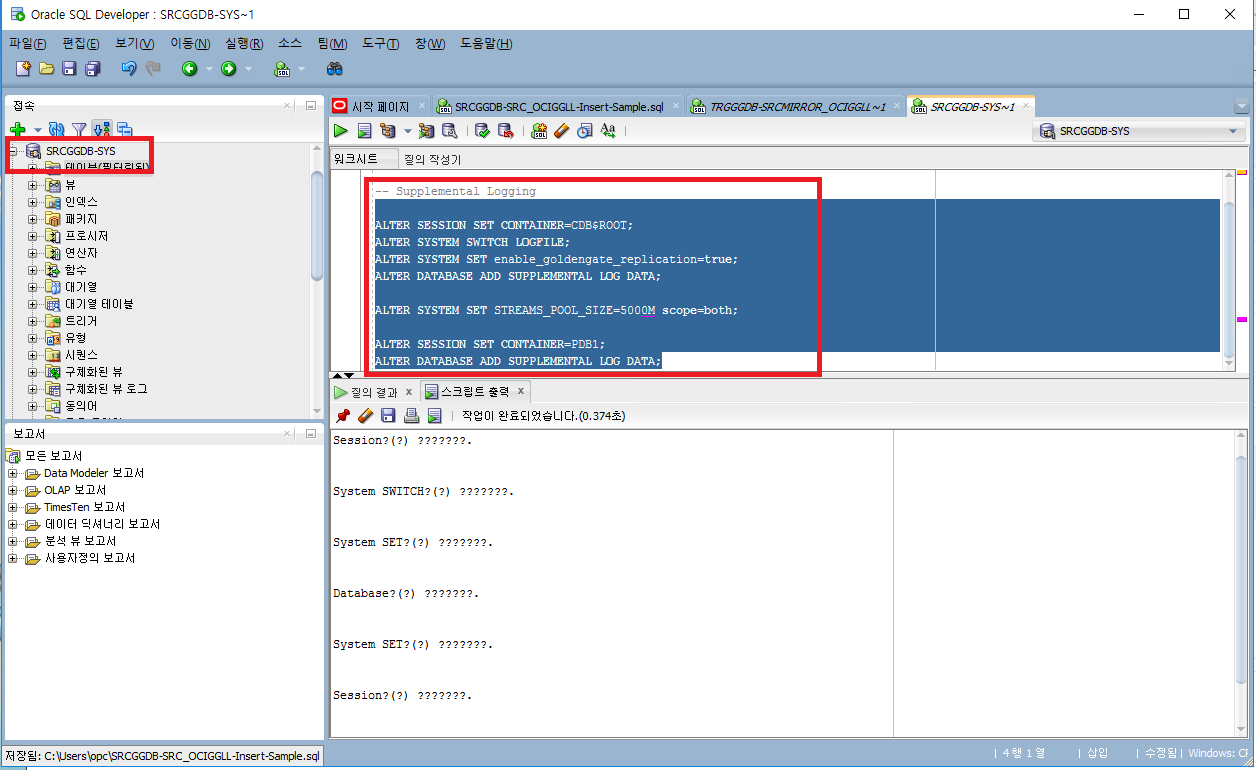 Oracle SQL Developer : SRCGGDB-SYS~1
파일(F) 편집(E) 보기(V) 이동(N) 실행(R) 소스 팀(M) 도구(T) 창(W) 도움말(H)
접속
SRCGGDB-SYS
테이블(필터링됨)
뷰
인덱스
패키지
프로시저
연산자
함수
대기열
대기열 테이블
트리거
유형
시퀀스
구체화된 뷰
구체화된 뷰 로그
동의어
보고서
모든 보고서
Data Modeler 보고서
OLAP 보고서
TimesTen 보고서
데이터 딕셔너리 보고서
분석 뷰 보고서
사용자정의 보고서
시작 페이지 SRCGGDB-SRC_OCIGGLL-Insert-Sample.sql TRGGGDB-SRCMIRROR_OCIGGLL~1 SRCGGDB-SYS~1
SRCGGDB-SYS
워크시트 질의 작성기
-- Supplemental Logging
ALTER SESSION SET CONTAINER=CDB$ROOT;
ALTER SYSTEM SWITCH LOGFILE;
ALTER SYSTEM SET enable_goldengate_replication=true;
ALTER DATABASE ADD SUPPLEMENTAL LOG DATA;
ALTER SYSTEM SET STREAMS_POOL_SIZE=5000M scope=both;
ALTER SESSION SET CONTAINER=PDB1;
ALTER DATABASE ADD SUPPLEMENTAL LOG DATA;
질의 결과 x 스크립트 출력 x
작업이 완료되었습니다.(0.374초)
Session?(?) ???????.
System SWITCH?(?) ???????.
System SET?(?) ???????.
Database?(?) ???????.
System SET?(?) ???????.
Session?(?) ???????.
저장됨: C:\Users\opc\SRCGGDB-SRC_OCIGGLL-Insert-Sample.sql
4행 1열 | 삽입 | 수정됨 | Windows: